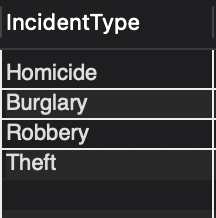 IncidentType
Homicide
Burglary
Robbery
Theft